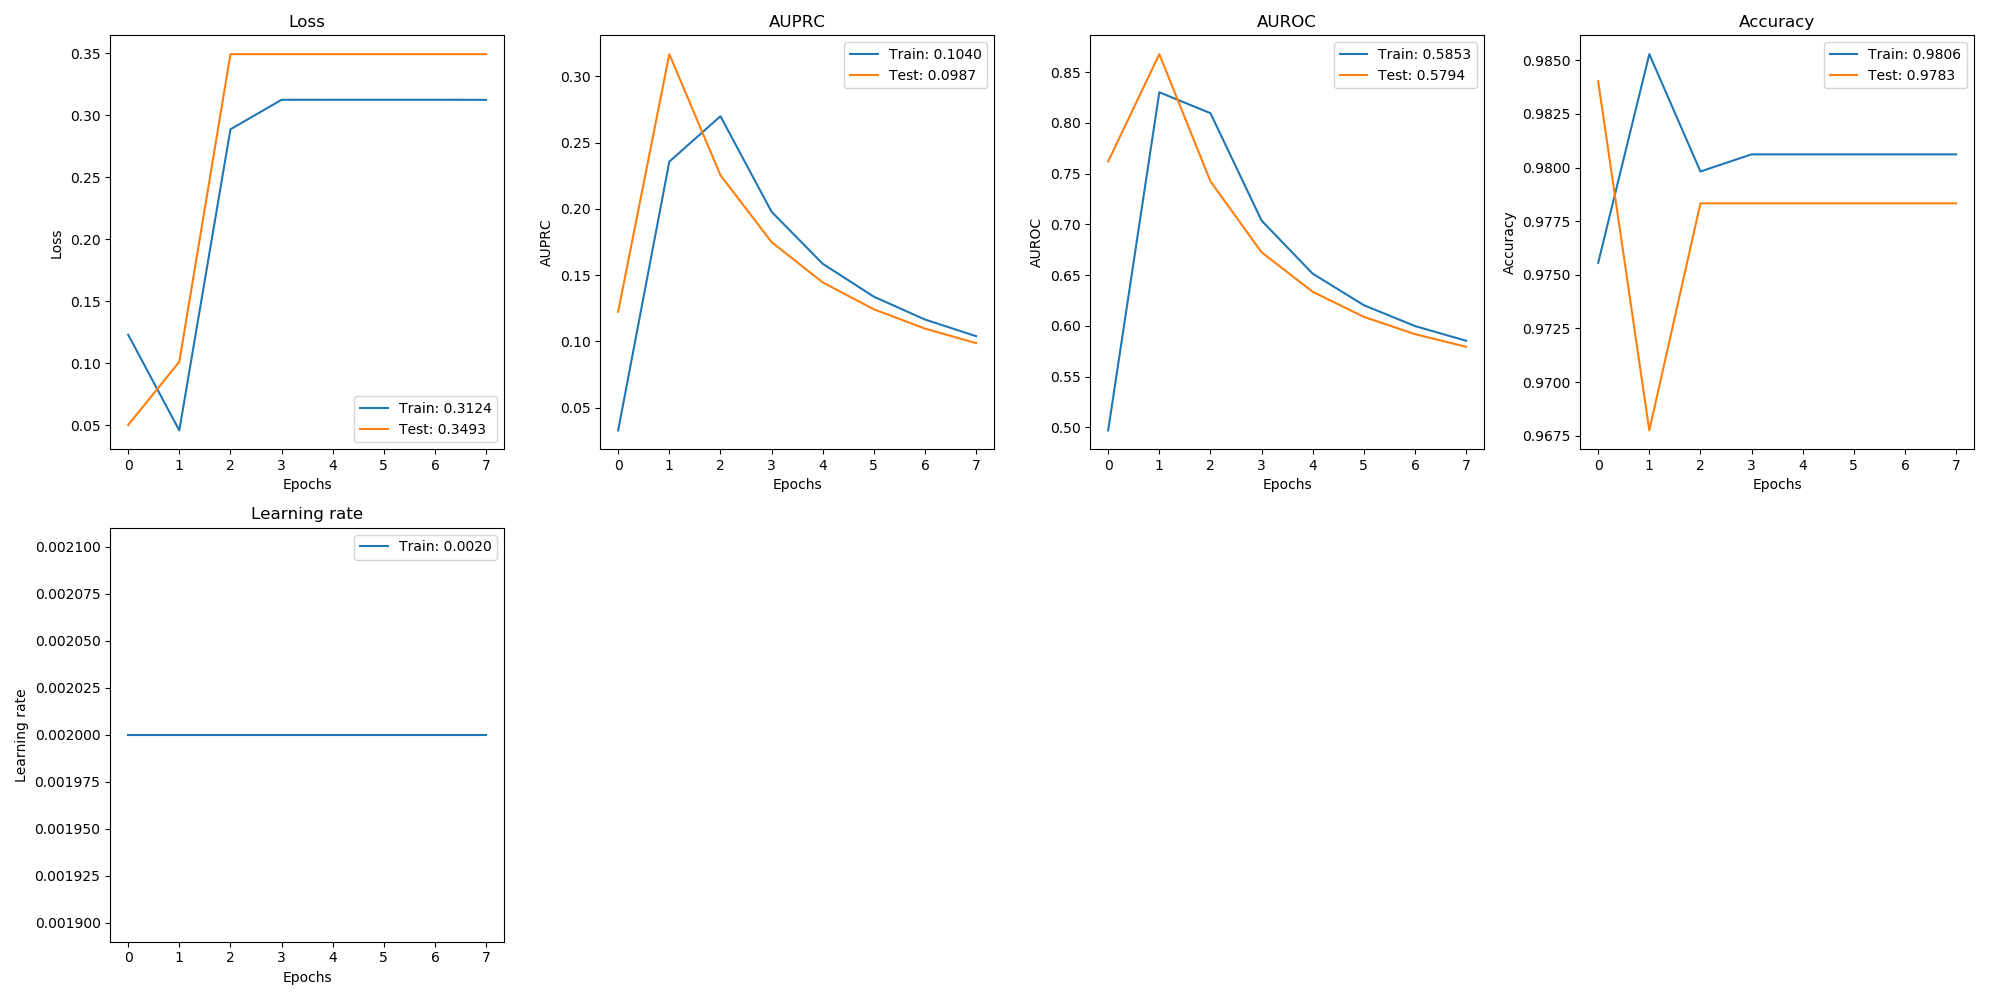 Loss
Loss
0.35
0.30
0.25
0.20
0.15
0.10
0.05
Train: 0.3124
Test: 0.3493
0 1 2 3 4 5 6 7
Epochs
AUPRC
AUPRC
0.30
0.25
0.20
0.15
0.10
0.05
Train: 0.1040
Test: 0.0987
0 1 2 3 4 5 6 7
Epochs
AUROC
AUROC
0.85
0.80
0.75
0.70
0.65
0.60
0.55
0.50
Train: 0.5853
Test: 0.5794
0 1 2 3 4 5 6 7
Epochs
Accuracy
Accuracy
0.9850
0.9825
0.9800
0.9775
0.9750
0.9725
0.9700
0.9675
Train: 0.9806
Test: 0.9783
0 1 2 3 4 5 6 7
Epochs
Learning rate
Learning rate
0.002100
0.002075
0.002050
0.002025
0.002000
0.001975
0.001950
0.001925
0.001900
Train: 0.0020
0 1 2 3 4 5 6 7
Epochs